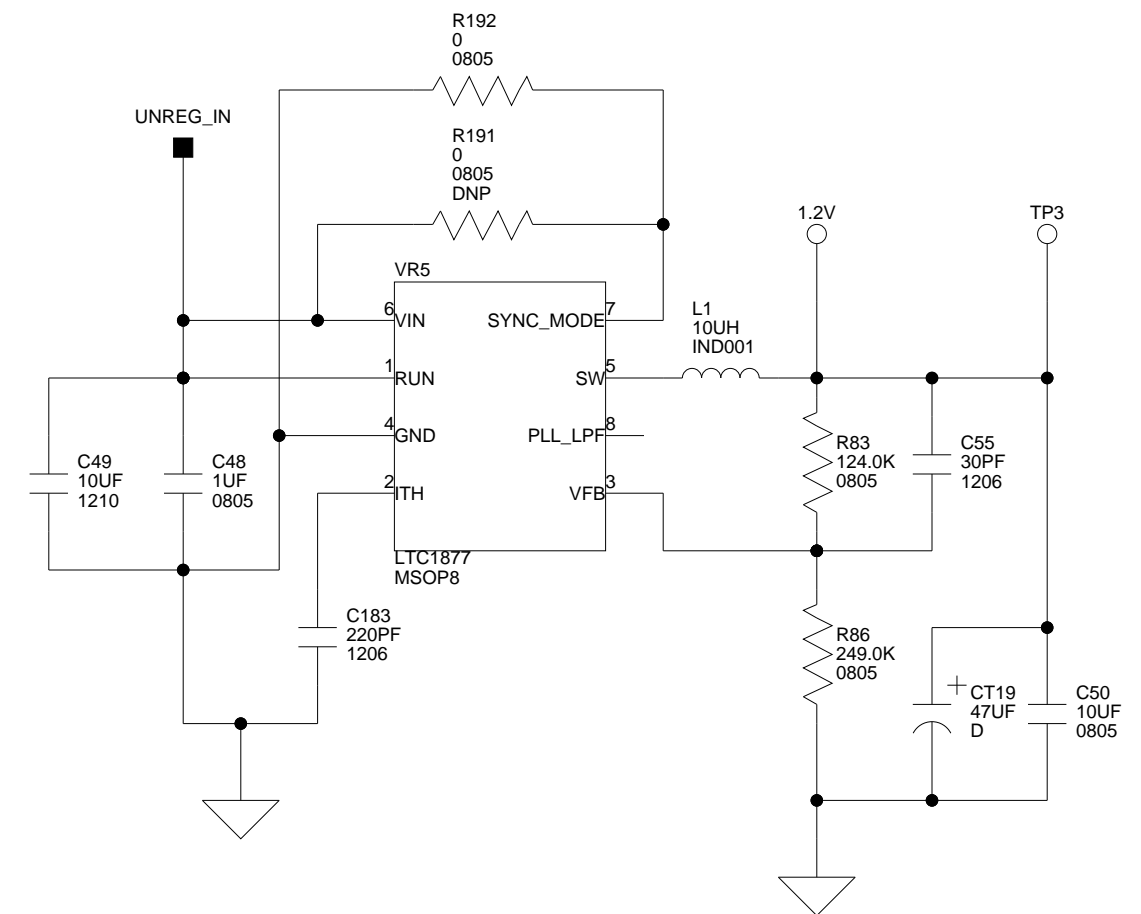 R192
0
0805
UNREG_IN
R191
0
0805
DNP
1.2V
TP3
VR5
6
VIN
SYNC_MODE
7
L1
10UH
IND001
1
RUN
SW
5
4
GND
PLL_LPF
8
R83
124.0K
0805
C55
30PF
1206
C49
10UF
1210
C48
1UF
0805
2
ITH
VFB
3
LTC1877
MSOP8
C183
220PF
1206
R86
249.0K
0805
+
CT19
47UF
D
C50
10UF
0805